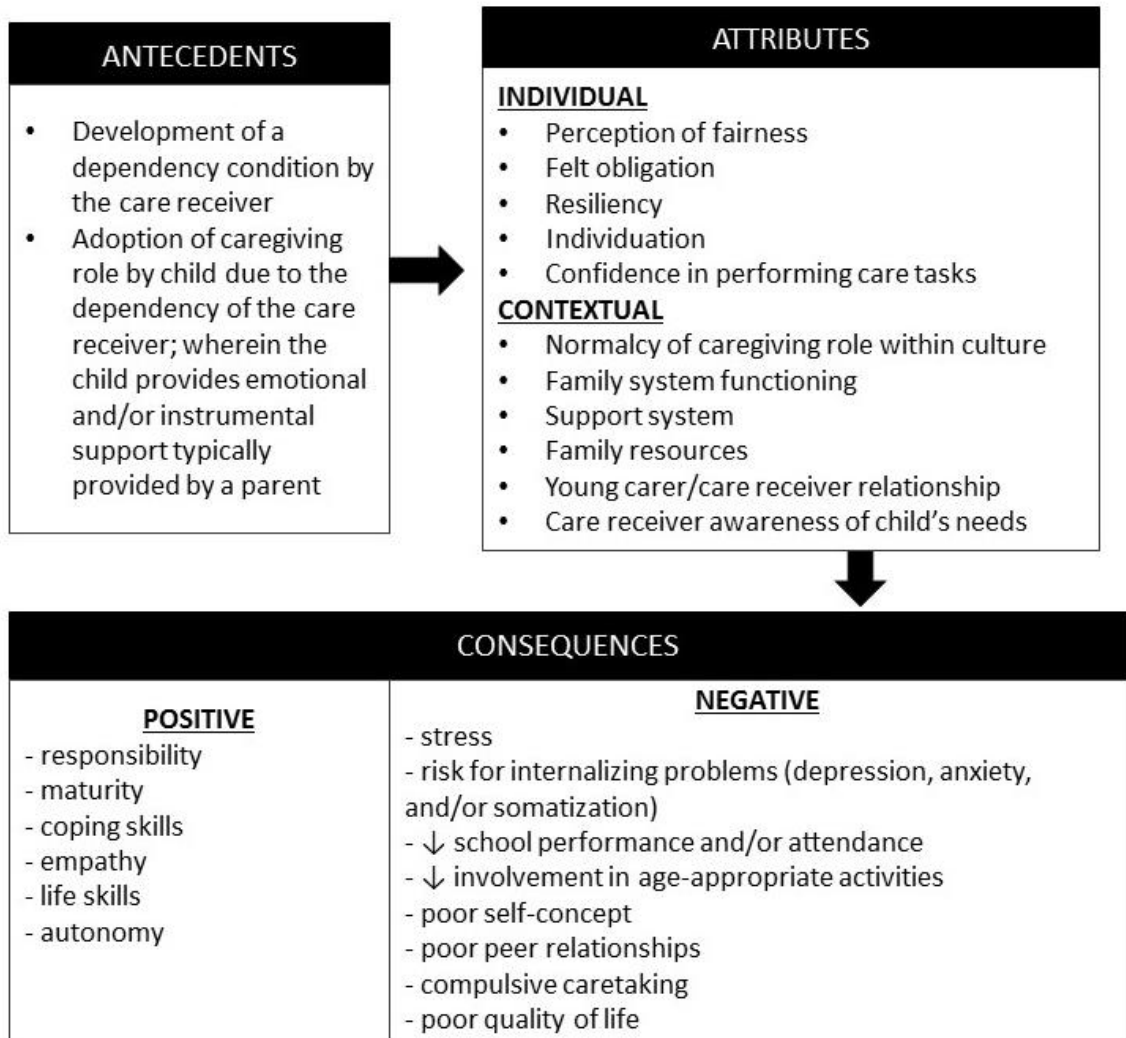 ANTECEDENTS
• Development of a
dependency condition by
the care receiver
• Adoption of caregiving
role by child due to the
dependency of the care
receiver; wherein the
child provides emotional
and/or instrumental
support typically
provided by a parent
ATTRIBUTES
INDIVIDUAL
• Perception of fairness
• Felt obligation
• Resiliency
• Individuation
• Confidence in performing care tasks
CONTEXTUAL
• Normalcy of caregiving role within culture
• Family system functioning
• Support system
• Family resources
• Young carer/care receiver relationship
• Care receiver awareness of child's needs
CONSEQUENCES
POSITIVE
- responsibility
- maturity
- coping skills
- empathy
- life skills
- autonomy
NEGATIVE
- stress
- risk for internalizing problems (depression, anxiety,
and/or somatization)
- ↓ school performance and/or attendance
- ↓ involvement in age-appropriate activities
- poor self-concept
- poor peer relationships
- compulsive caretaking
- poor quality of life